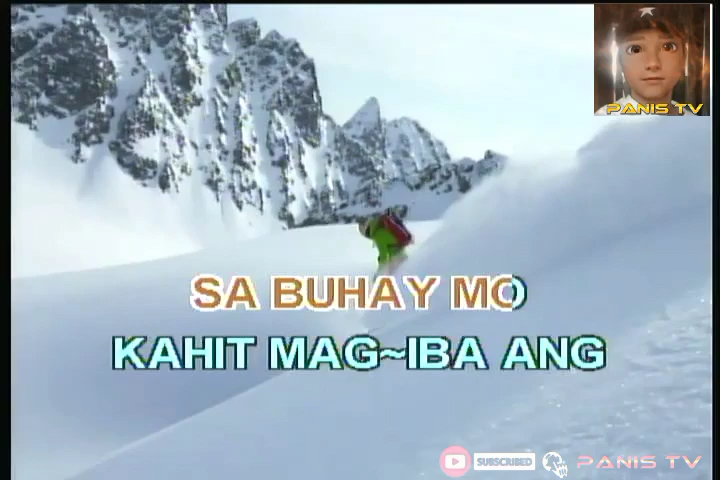 PANIS TV
SA BUHAY MO
KAHIT MAG~IBA ANG
SUBSCRIBED
PANIS TV